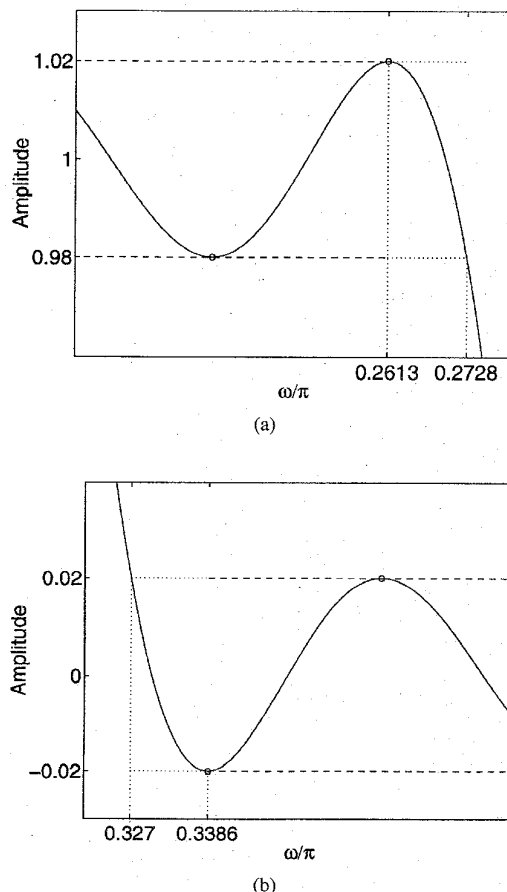 1.02
Amplitude
1
0.98
0.2613 0.2728
ω/π
(a)
0.02
Amplitude
0
−0.02
0.327 0.3386
ω/π
(b)